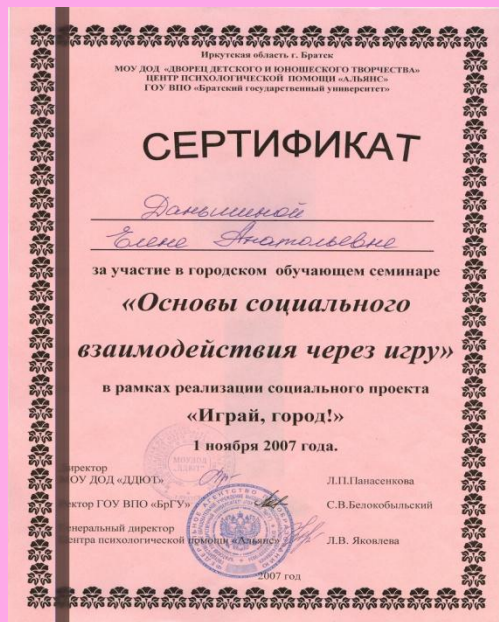 Иркутская область г. Братск
МОУ ДОД «ДВОРЕЦ ДЕТСКОГО И ЮНОШЕСКОГО ТВОРЧЕСТВА»
ЦЕНТР ПСИХОЛОГИЧЕСКОЙ ПОМОЩИ «АЛЬЯНС»
ГОУ ВПО «Братский государственный университет»
СЕРТИФИКАТ
Даньшиной
Елене Анатольевне
за участие в городском обучающем семинаре
«Основы социального
взаимодействия через игру»
в рамках реализации социального проекта
«Играй, город!»
1 ноября 2007 года.
Директор
МОУ ДОД «ДДЮТ» Л.П.Панасенкова
Ректор ГОУ ВПО «БрГУ» С.В.Белокобыльский
Генеральный директор
Центра психологической помощи «Альянс» Л.В. Яковлева
2007 год